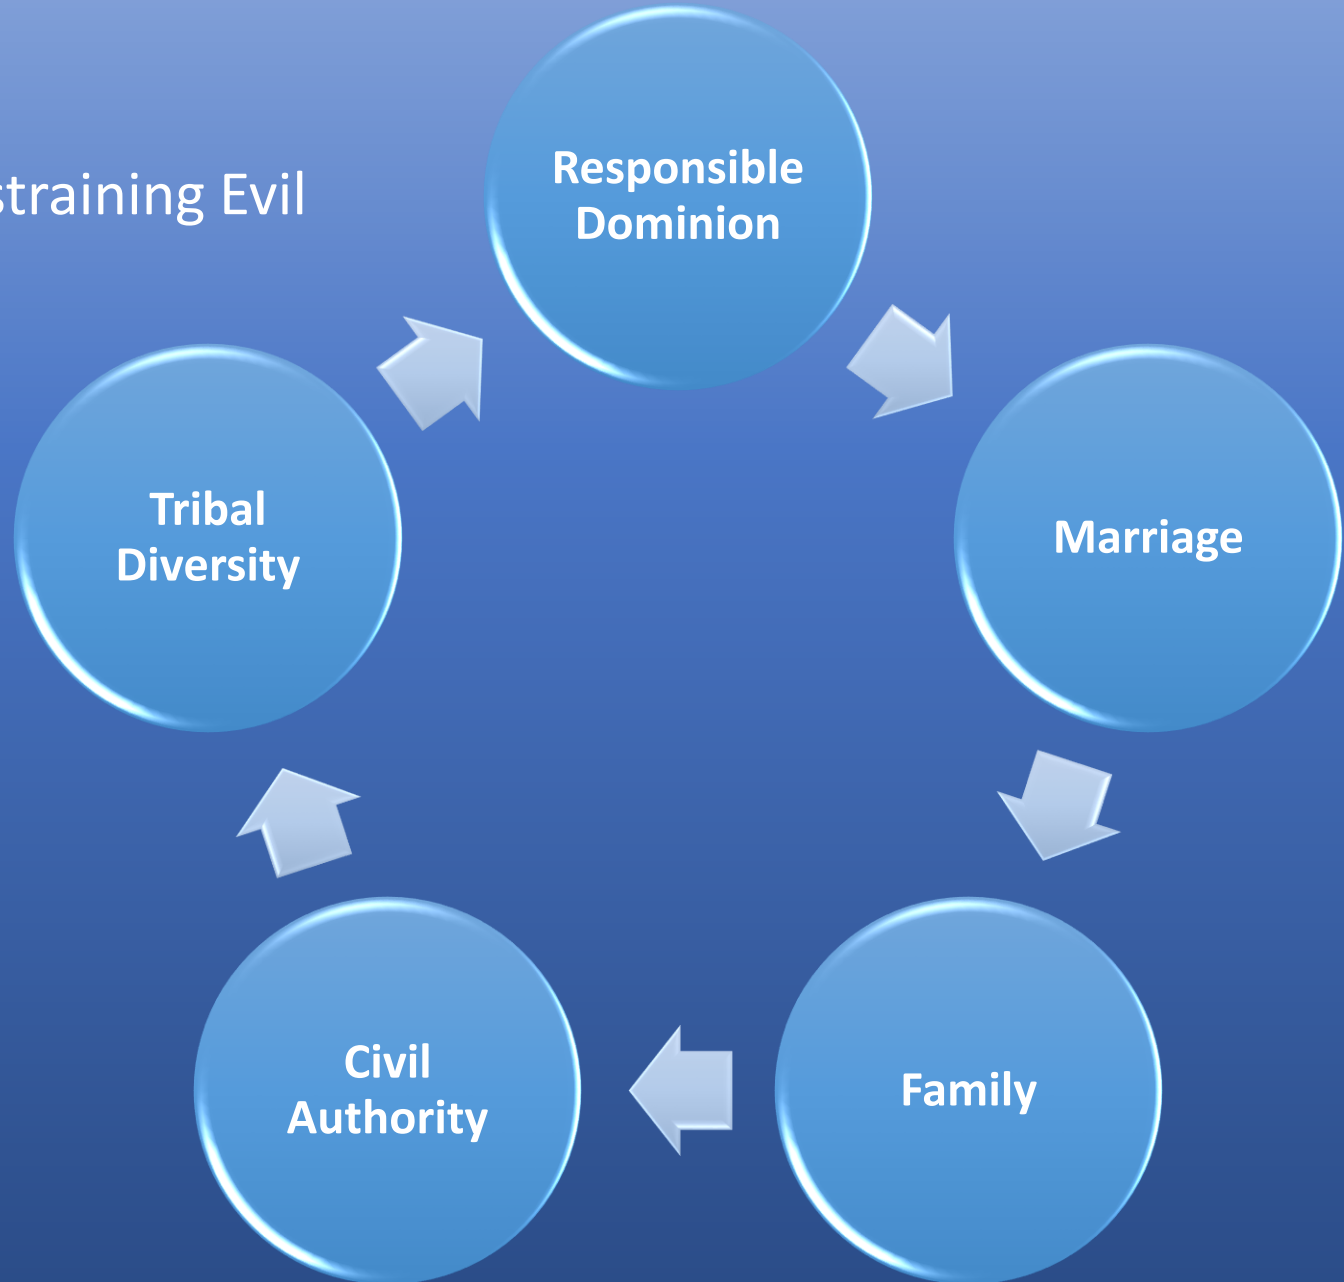 straining Evil
Responsible
Dominion
Marriage
Family
Civil
Authority
Tribal
Diversity